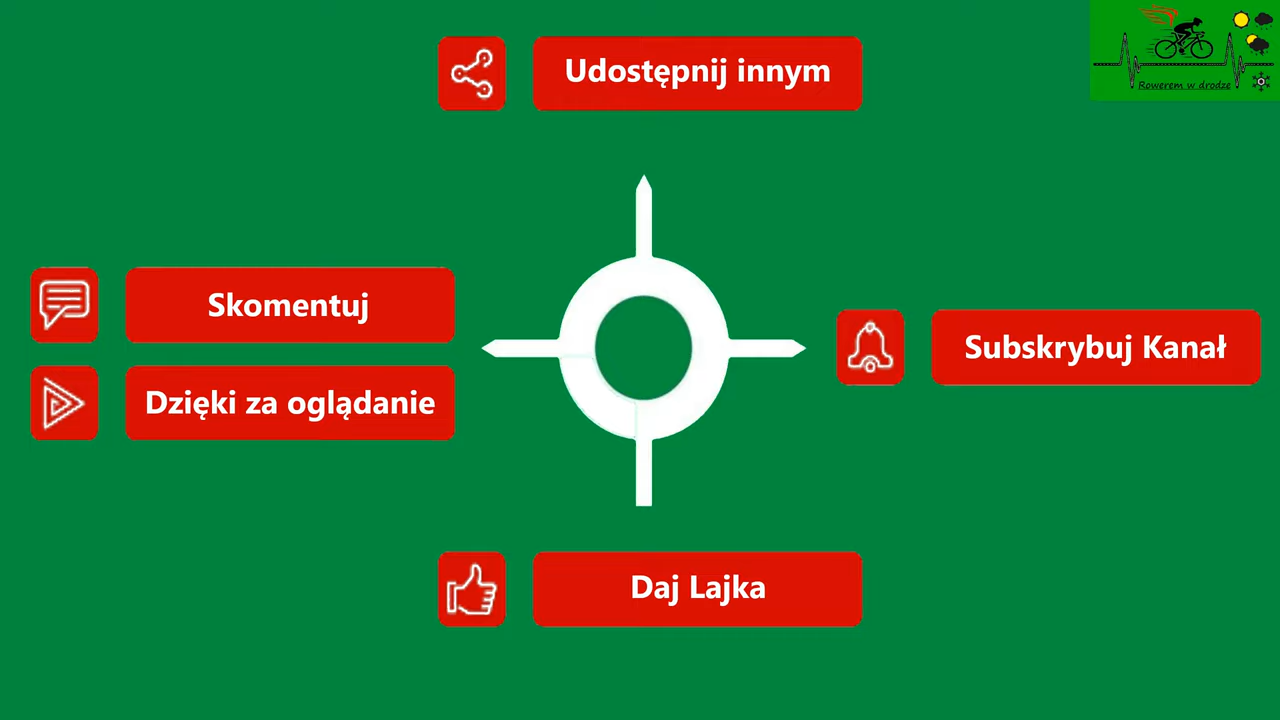 Udostępnij innym
Rowerem w drodze
Skomentuj
Subskrybuj Kanał
Dzięki za oglądanie
Daj Lajka